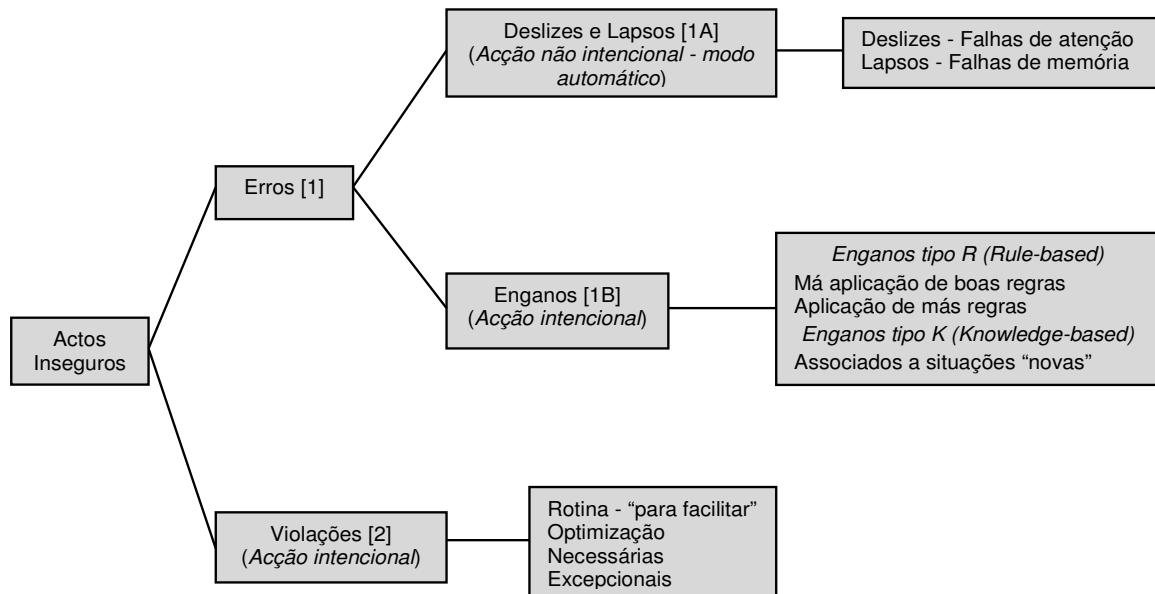 Deslizes e Lapsos [1A]
(Acção não intencional - modo
automático)
Deslizes - Falhas de atenção
Lapsos - Falhas de memória
Erros [1]
Enganos [1B]
(Acção intencional)
Enganos tipo R (Rule-based)
Má aplicação de boas regras
Aplicação de más regras
Enganos tipo K (Knowledge-based)
Associados a situações “novas”
Actos
Inseguros
Violações [2]
(Acção intencional)
Rotina - “para facilitar”
Optimização
Necessárias
Excepcionais